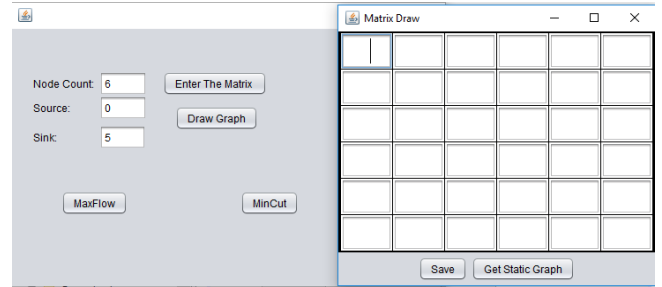 Matrix Draw
Node Count: 6 Enter The Matrix
Source: 0
Draw Graph
Sink: 5
MaxFlow MinCut
Save Get Static Graph